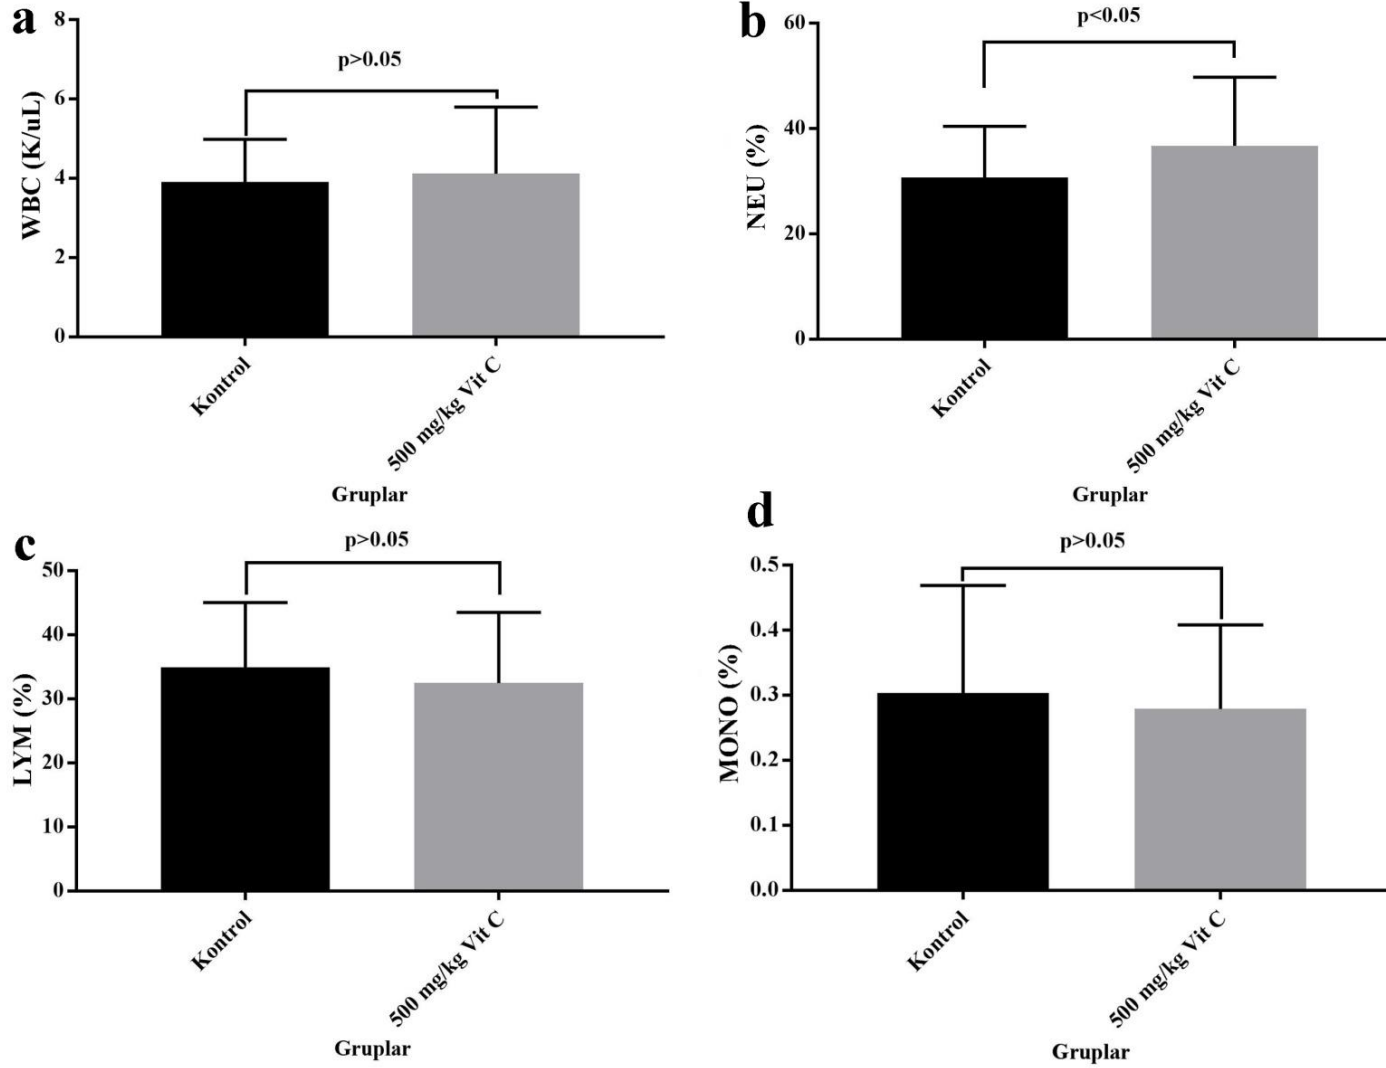 a
8
6
4
2
0
WBC (K/uL)
p>0.05
Kontrol
500 mg/kg Vit C
Gruplar
b
60
40
20
0
NEU (%)
p<0.05
Kontrol
500 mg/kg Vit C
Gruplar
c
50
40
30
20
10
0
LYM (%)
p>0.05
Kontrol
500 mg/kg Vit C
Gruplar
d
0.5
0.4
0.3
0.2
0.1
0.0
MONO (%)
p>0.05
Kontrol
500 mg/kg Vit C
Gruplar